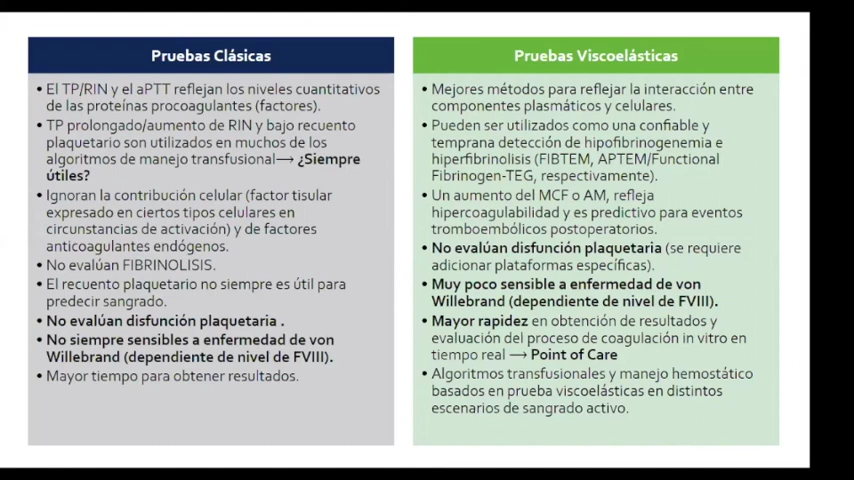 Pruebas Clásicas
• El TP/RIN y el aPTT reflejan los niveles cuantitativos
de las proteínas procoagulantes (factores).
• TP prolongado/aumento de RIN y bajo recuento
plaquetario son utilizados en muchos de los
algoritmos de manejo transfusional⟶ ¿Siempre
útiles?
• Ignoran la contribución celular (factor tisular
expresado en ciertos tipos celulares en
circunstancias de activación) y de factores
anticoagulantes endógenos.
• No evalúan FIBRINOLISIS.
• El recuento plaquetario no siempre es útil para
predecir sangrado.
• No evalúan disfunción plaquetaria .
• No siempre sensibles a enfermedad de von
Willebrand (dependiente de nivel de FVIII).
• Mayor tiempo para obtener resultados.
Pruebas Viscoelásticas
• Mejores métodos para reflejar la interacción entre
componentes plasmáticos y celulares.
• Pueden ser utilizados como una confiable y
temprana detección de hipofibrinogenemia e
hiperfibrinolisis (FIBTEM, APTEM/Functional
Fibrinogen-TEG, respectivamente).
• Un aumento del MCF o AM, refleja
hipercoagulabilidad y es predictivo para eventos
tromboembólicos postoperatorios.
• No evalúan disfunción plaquetaria (se requiere
adicionar plataformas específicas).
• Muy poco sensible a enfermedad de von
Willebrand (dependiente de nivel de FVIII).
• Mayor rapidez en obtención de resultados y
evaluación del proceso de coagulación in vitro en
tiempo real ⟶ Point of Care
• Algoritmos transfusionales y manejo hemostático
basados en prueba viscoelásticas en distintos
escenarios de sangrado activo.